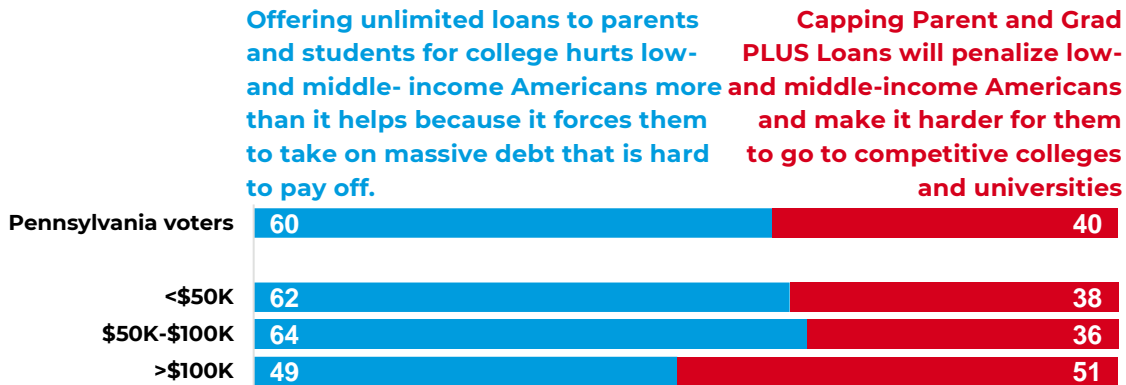 Offering unlimited loans to parents
and students for college hurts low-
and middle- income Americans more
than it helps because it forces them
to take on massive debt that is hard
to pay off.
Capping Parent and Grad
PLUS Loans will penalize low-
and middle-income Americans
and make it harder for them
to go to competitive colleges
and universities
Pennsylvania voters 60 40
<$50K 62 38
$50K-$100K 64 36
>$100K 49 51